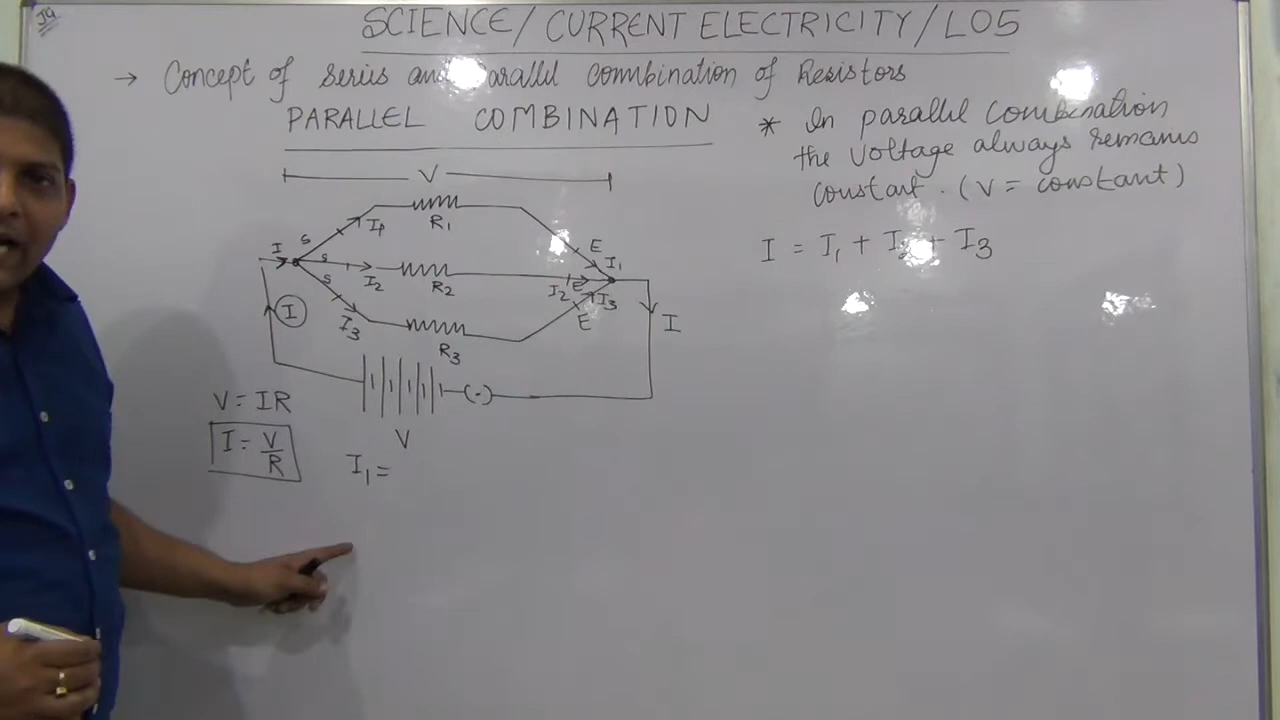 SCIENCE/CURRENT ELECTRICITY/L05
→ Concept of series and Parallel combination of Resistors
PARALLEL COMBINATION
* In parallel combination
the voltage always remains
constant. (V = constant)
V
I = I₁ + I₂ + I₃
I S I₁ R₁ E I₁
S I₂ R₂ I₂ E
S I₃ R₃ E I₃
I I
(·)
V
V = IR
I = V/R
I₁ =